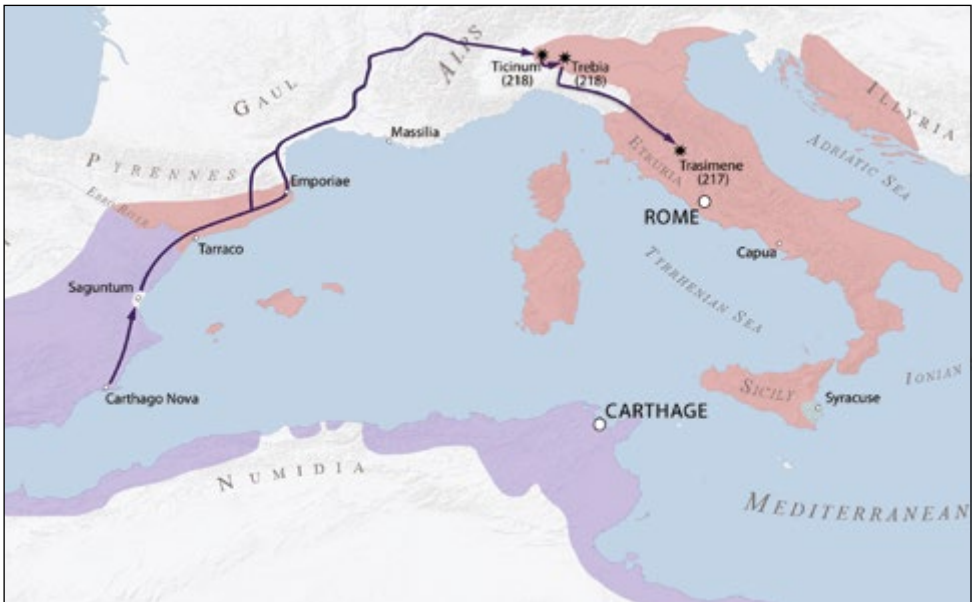 ALPS
GAUL
Ticinum
(218)
Trebia
(218)
ILLYRIA
Massilia
ADRIATIC SEA
PYRENNES
ETRURIA
Trasimene
(217)
Emporiae
ROME
Tarraco
Capua
TYRRHENIAN SEA
Saguntum
IONIAN
SICILY
Syracuse
Carthago Nova
CARTHAGE
NUMIDIA
MEDITERRANEAN